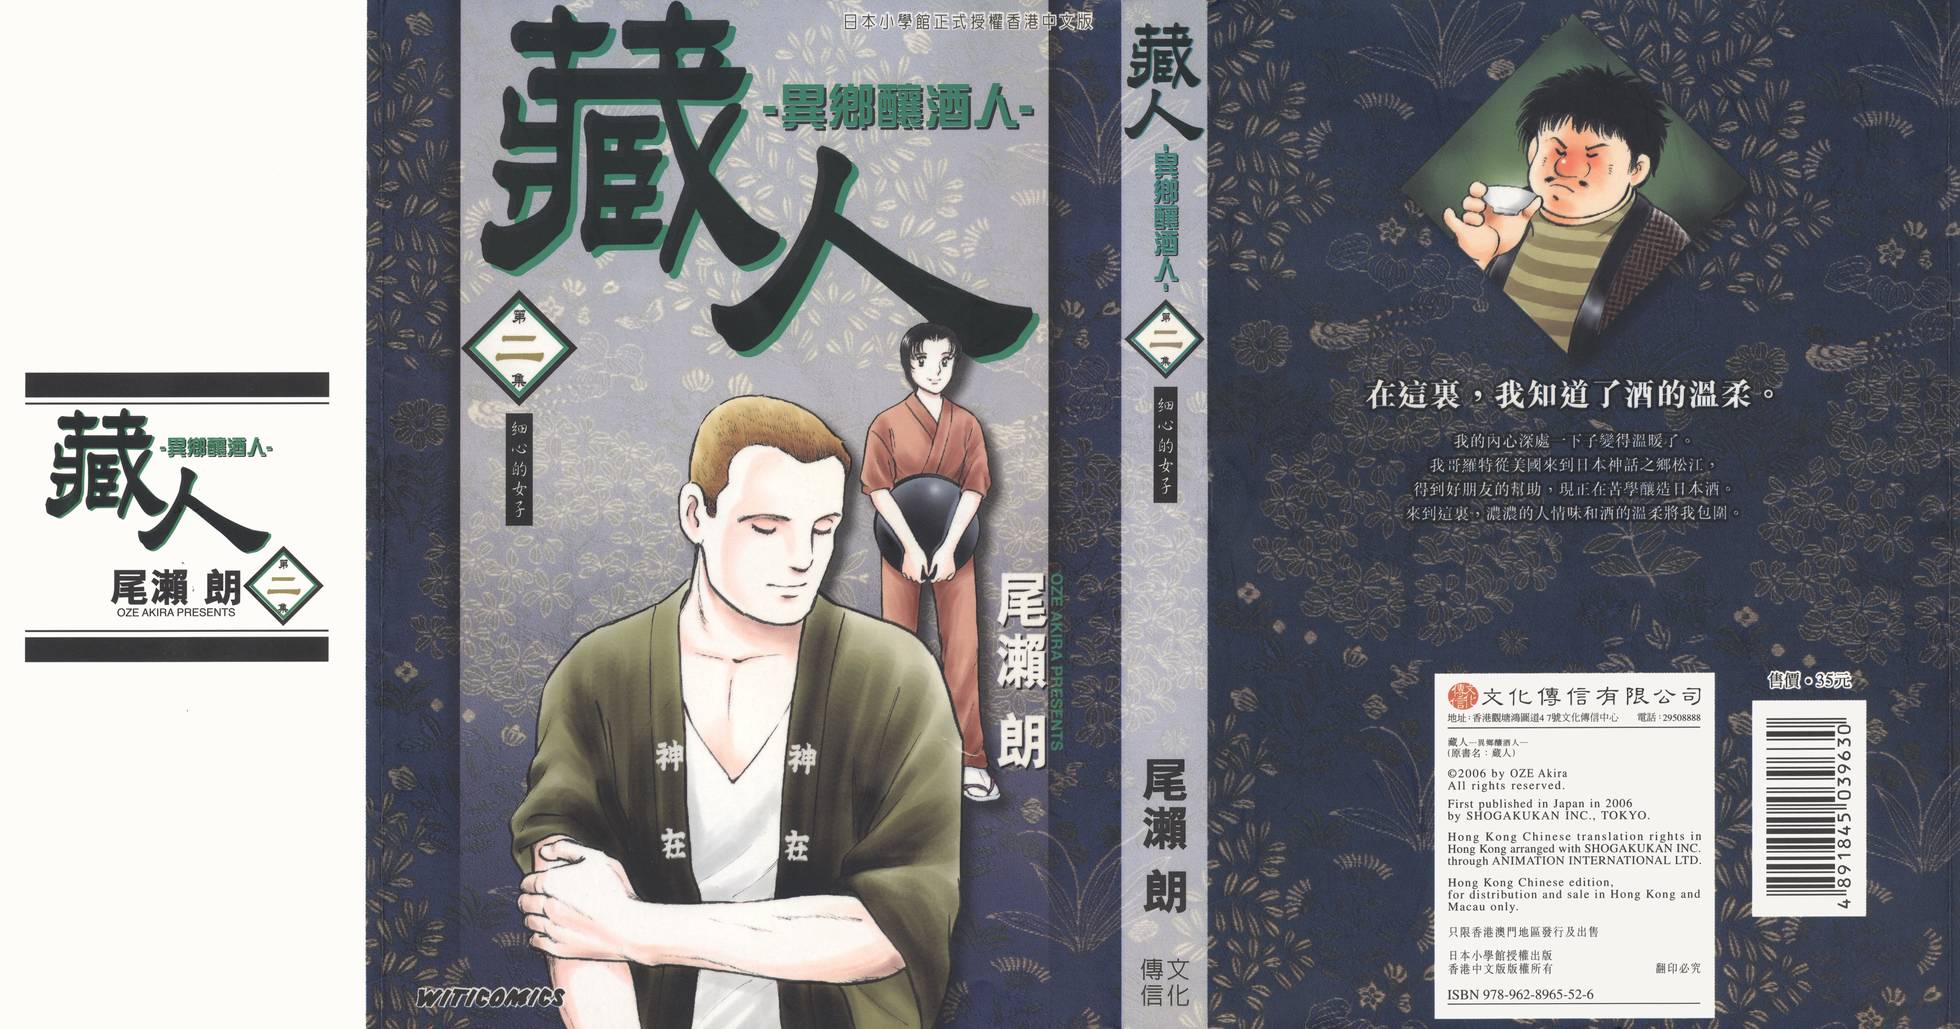 藏人
-異鄉釀酒人-
尾瀨 朗
OZE AKIRA PRESENTS
第二集
日本小學館正式授權香港中文版
藏人
-異鄉釀酒人-
第二集
細心的女子
尾瀨 朗
OZE AKIRA PRESENTS
神在
神在
WITICOMICS
藏人
-異鄉釀酒人-
第二集
細心的女子
尾瀨 朗
文化傳信
在這裏，我知道了酒的溫柔。
我的內心深處一下子變得溫暖了。
我哥羅特從美國來到日本神話之鄉松江，
得到好朋友的幫助，現正在苦學釀造日本酒。
來到這裏，濃濃的人情味和酒的溫柔將我包圍。
文化傳信
文化傳信有限公司
地址：香港觀塘鴻圖道47號文化傳信中心 電話：29508888
藏人—異鄉釀酒人—
(原書名：蔵人)
©2006 by OZE Akira
All rights reserved.
First published in Japan in 2006
by SHOGAKUKAN INC., TOKYO.
Hong Kong Chinese translation rights in
Hong Kong arranged with SHOGAKUKAN INC.
through ANIMATION INTERNATIONAL LTD.
Hong Kong Chinese edition,
for distribution and sale in Hong Kong and
Macau only.
只限香港澳門地區發行及出售
日本小學館授權出版
香港中文版版權所有 翻印必究
ISBN 978-962-8965-52-6
售價・35元
4 891845 039630